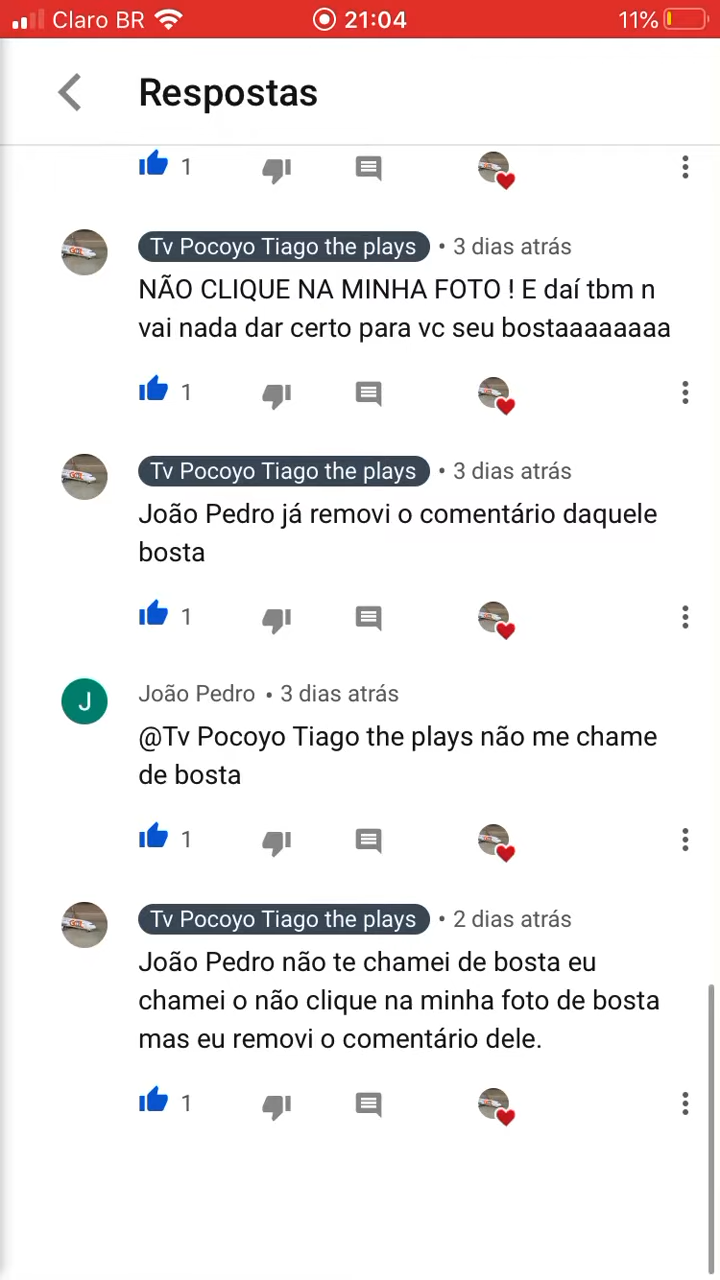 Claro BR
21:04
11%
Respostas
1
Tv Pocoyo Tiago the plays • 3 dias atrás
NÃO CLIQUE NA MINHA FOTO ! E daí tbm n
vai nada dar certo para vc seu bostaaaaaaaa
1
Tv Pocoyo Tiago the plays • 3 dias atrás
João Pedro já removi o comentário daquele
bosta
1
J
João Pedro • 3 dias atrás
@Tv Pocoyo Tiago the plays não me chame
de bosta
1
Tv Pocoyo Tiago the plays • 2 dias atrás
João Pedro não te chamei de bosta eu
chamei o não clique na minha foto de bosta
mas eu removi o comentário dele.
1